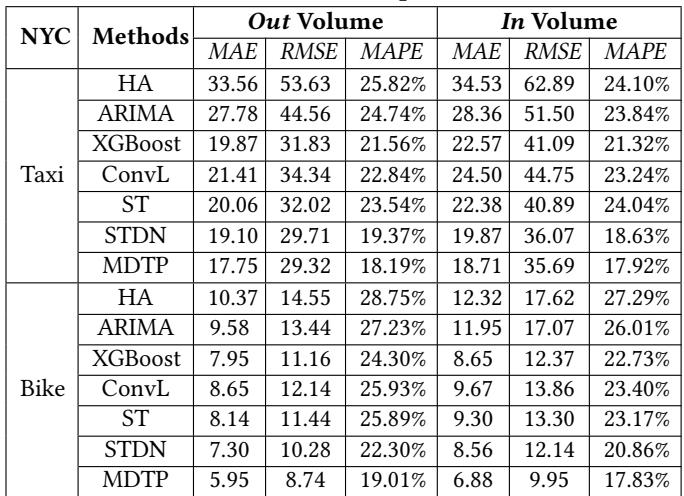 NYC Methods Out Volume In Volume
MAE RMSE MAPE MAE RMSE MAPE
HA 33.56 53.63 25.82% 34.53 62.89 24.10%
ARIMA 27.78 44.56 24.74% 28.36 51.50 23.84%
XGBoost 19.87 31.83 21.56% 22.57 41.09 21.32%
Taxi ConvL 21.41 34.34 22.84% 24.50 44.75 23.24%
ST 20.06 32.02 23.54% 22.38 40.89 24.04%
STDN 19.10 29.71 19.37% 19.87 36.07 18.63%
MDTP 17.75 29.32 18.19% 18.71 35.69 17.92%
HA 10.37 14.55 28.75% 12.32 17.62 27.29%
ARIMA 9.58 13.44 27.23% 11.95 17.07 26.01%
XGBoost 7.95 11.16 24.30% 8.65 12.37 22.73%
Bike ConvL 8.65 12.14 25.93% 9.67 13.86 23.40%
ST 8.14 11.44 25.89% 9.30 13.30 23.17%
STDN 7.30 10.28 22.30% 8.56 12.14 20.86%
MDTP 5.95 8.74 19.01% 6.88 9.95 17.83%